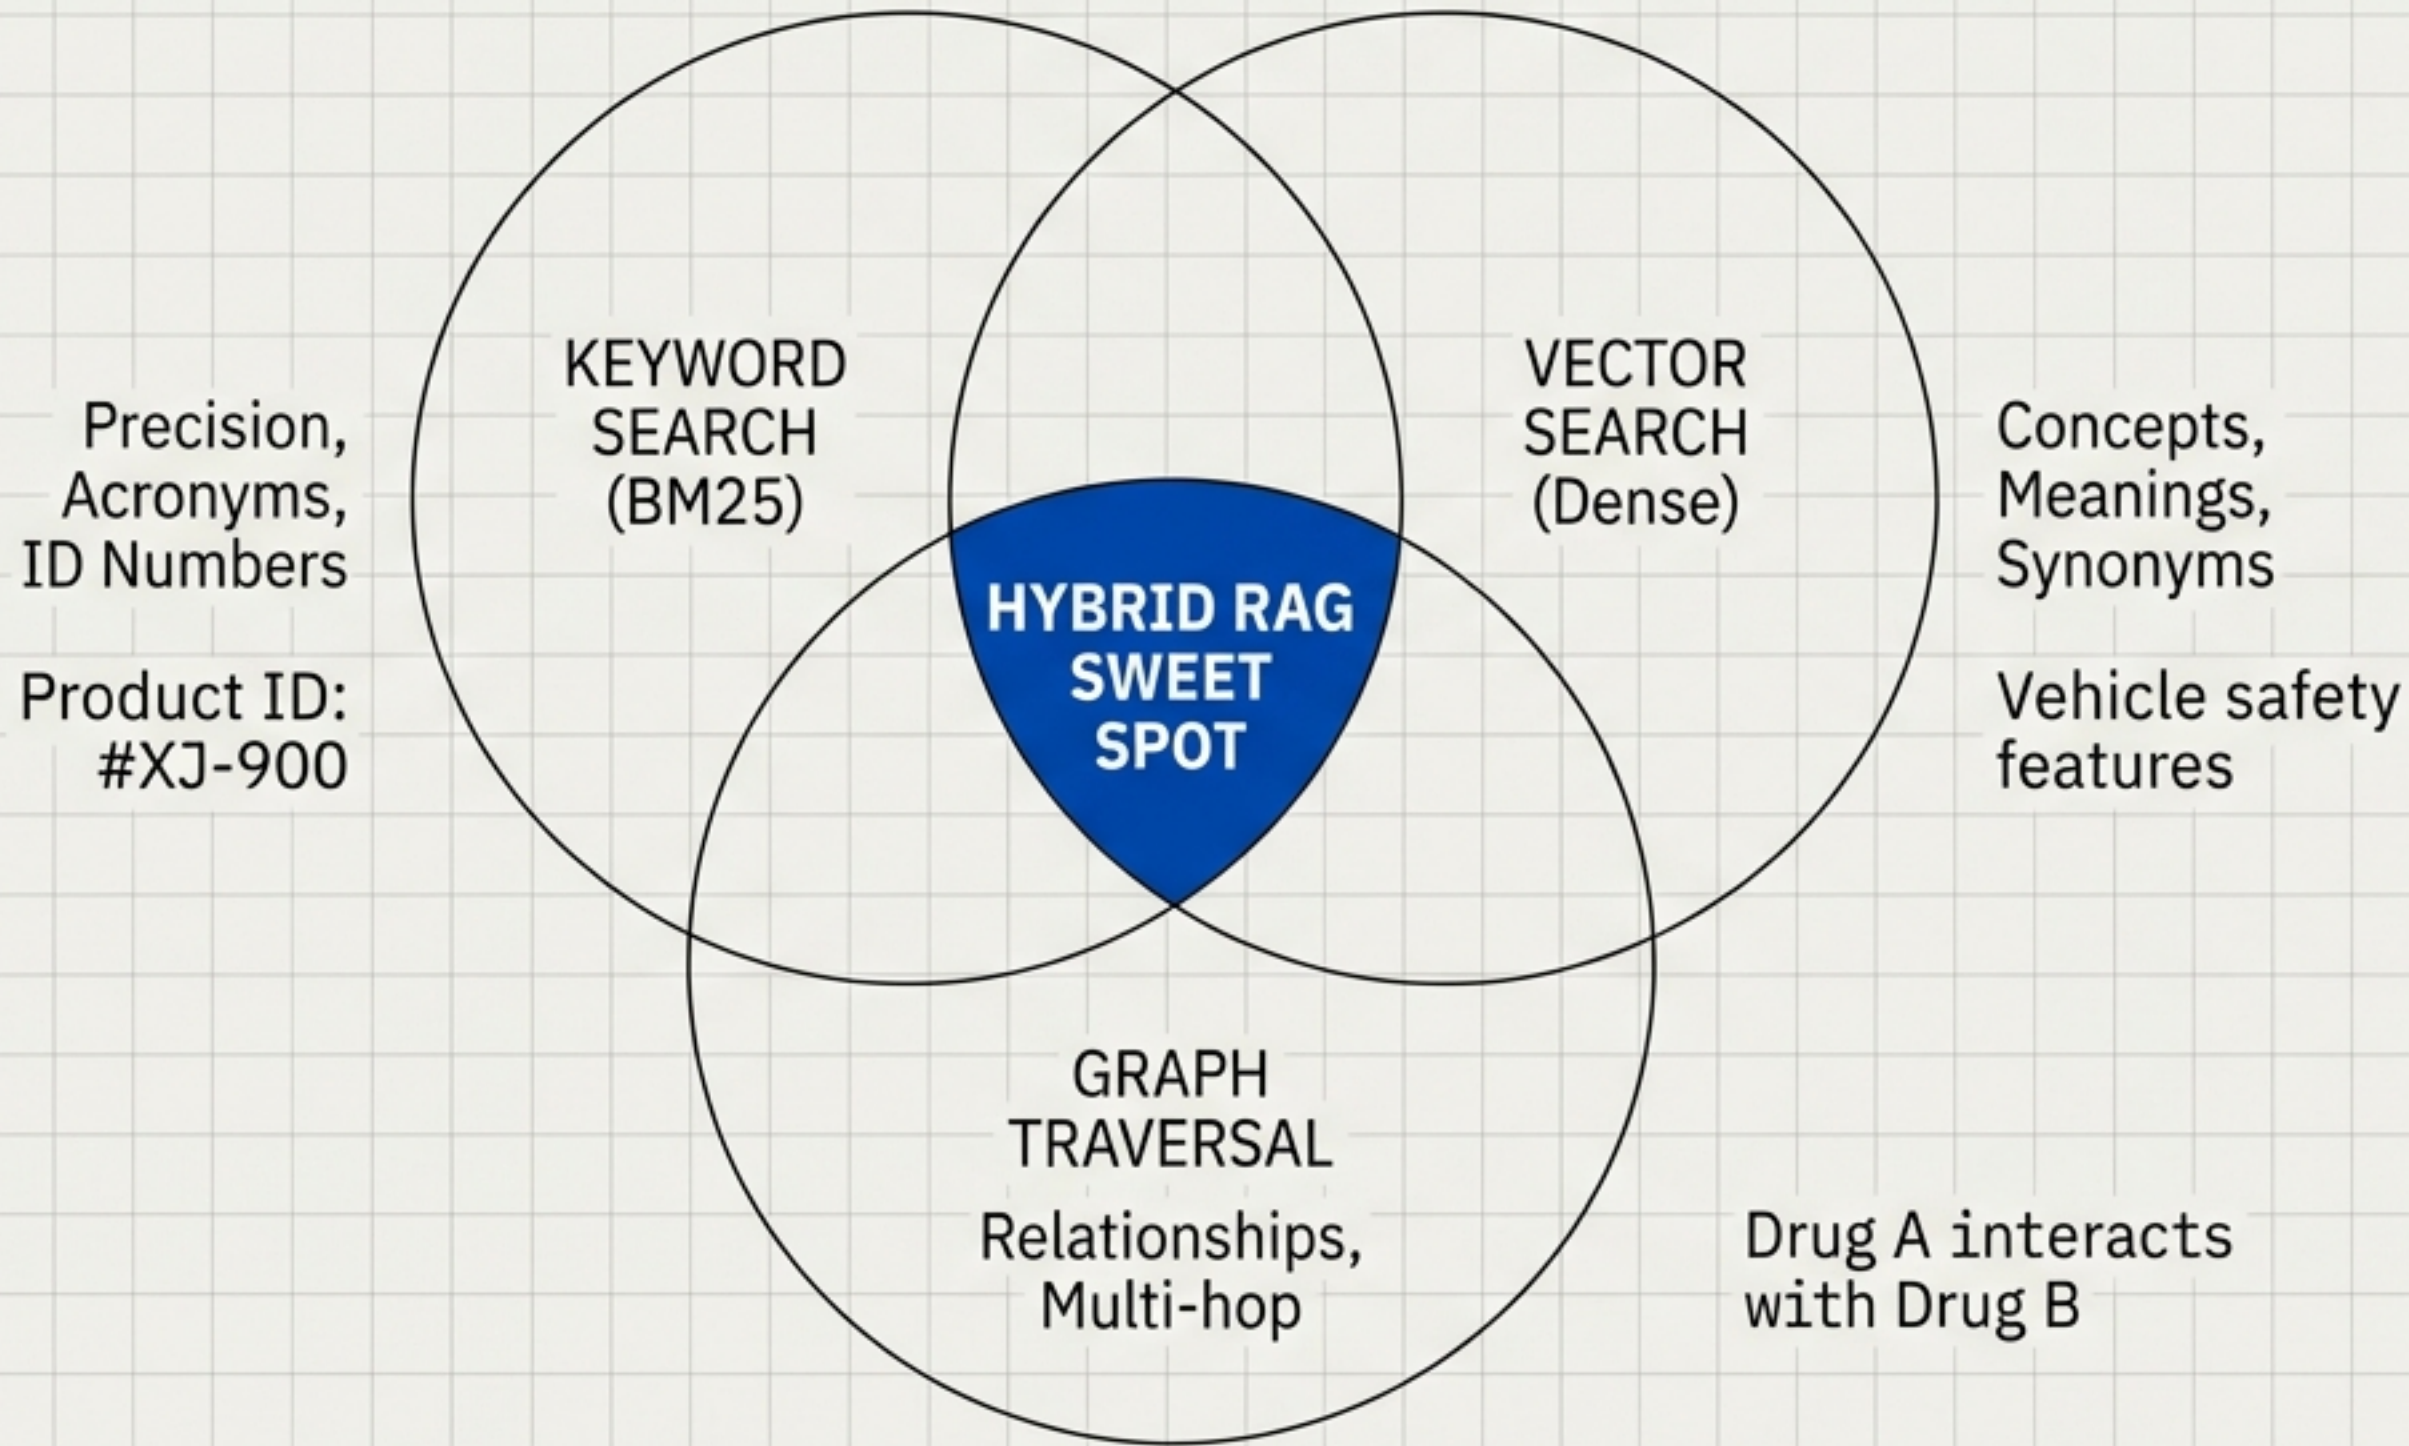 KEYWORD
SEARCH
(BM25)
VECTOR
SEARCH
(Dense)
Precision,
Acronyms,
ID Numbers
Product ID:
#XJ-900
Concepts,
Meanings,
Synonyms
Vehicle safety
features
HYBRID RAG
SWEET
SPOT
GRAPH
TRAVERSAL
Relationships,
Multi-hop
Drug A interacts
with Drug B